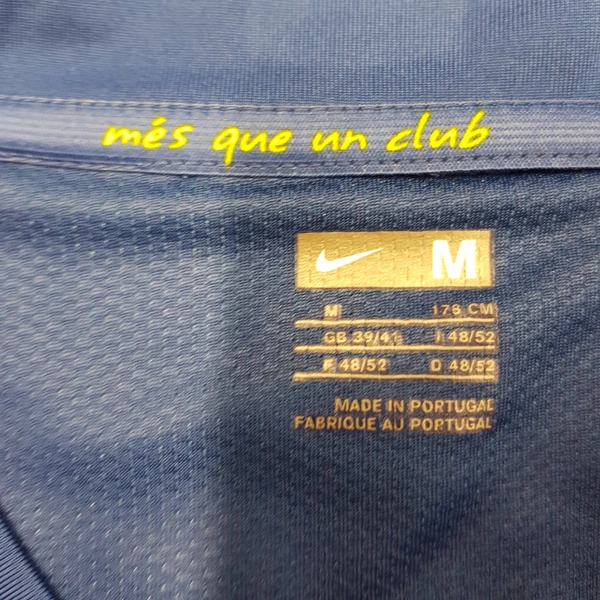 més que un club
M
M 178 CM
GB 39/41 I 48/52
F 48/52 D 48/52
MADE IN PORTUGAL
FABRIQUE AU PORTUGAL